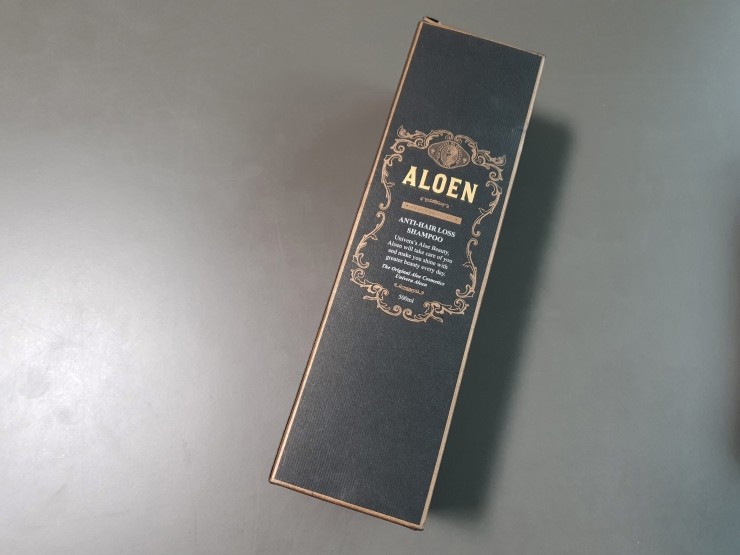 ALOEN
ANTI-HAIR LOSS
SHAMPOO
Univera's Aloe Beauty,
Aloen will take care of you
and make you shine with
greater beauty every day.
The Original Aloe Cosmetics
Univera Aloen
500ml